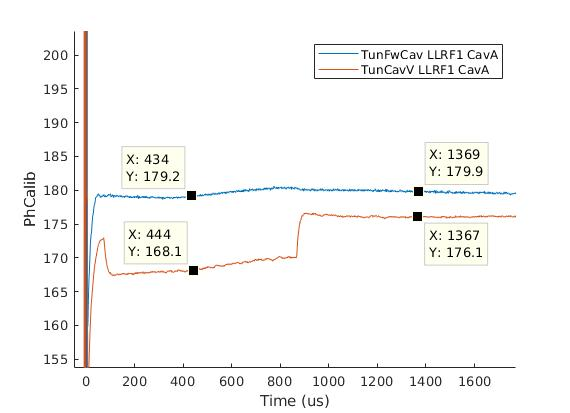 TunFwCav LLRF1 CavA
TunCavV LLRF1 CavA
200
195
190
185
180
175
170
165
160
155
PhCalib
X: 434
Y: 179.2
X: 1369
Y: 179.9
X: 444
Y: 168.1
X: 1367
Y: 176.1
0 200 400 600 800 1000 1200 1400 1600
Time (us)